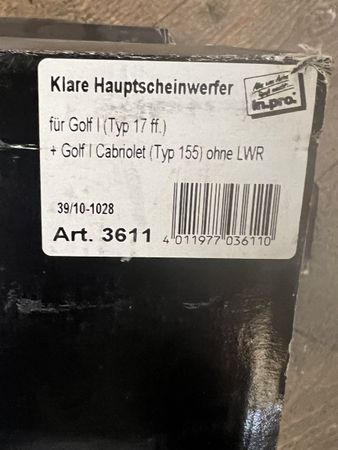 Klare Hauptscheinwerfer
in.pro.
für Golf I (Typ 17 ff.)
+ Golf I Cabriolet (Typ 155) ohne LWR
39/10-1028
Art. 3611
4 011977 036110